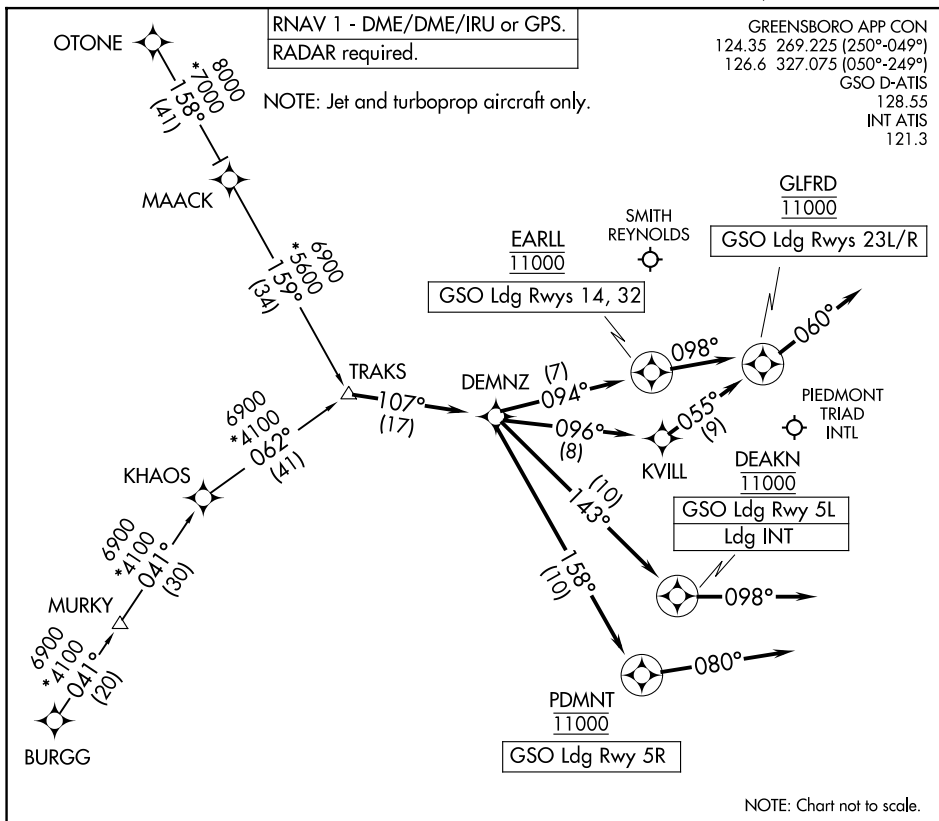 RNAV 1 - DME/DME/IRU or GPS.
RADAR required.
NOTE: Jet and turboprop aircraft only.
GREENSBORO APP CON
124.35 269.225 (250°-049°)
126.6 327.075 (050°-249°)
GSO D-ATIS
128.55
INT ATIS
121.3
OTONE
8000
*7000
158°
(41)
MAACK
6900
*5600
159°
(34)
TRAKS
107°
(17)
KHAOS
6900
*4100
062°
(41)
MURKY
6900
*4100
041°
(30)
BURGG
6900
*4100
041°
(20)
DEMNZ
(7)
094°
EARLL
11000
GSO Ldg Rwys 14, 32
SMITH
REYNOLDS
098°
GLFRD
11000
GSO Ldg Rwys 23L/R
060°
096°
(8)
KVILL
055°
(9)
PIEDMONT
TRIAD
INTL
(10)
143°
DEAKN
11000
GSO Ldg Rwy 5L
Ldg INT
098°
158°
(10)
PDMNT
11000
GSO Ldg Rwy 5R
080°
NOTE: Chart not to scale.